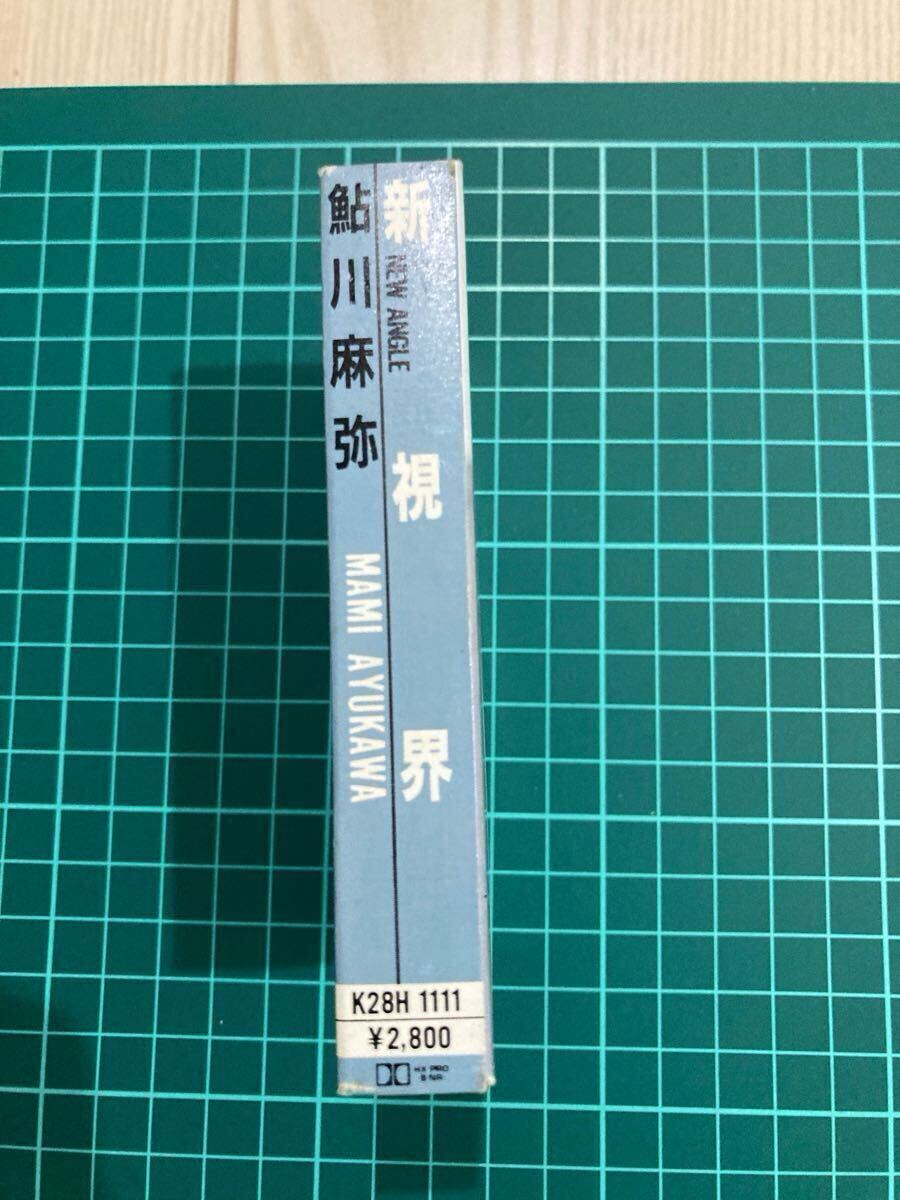 鮎川麻弥
MAMI AYUKAWA
新視界
NEW ANGLE
K28H 1111
¥2,800
HX PRO
B NR